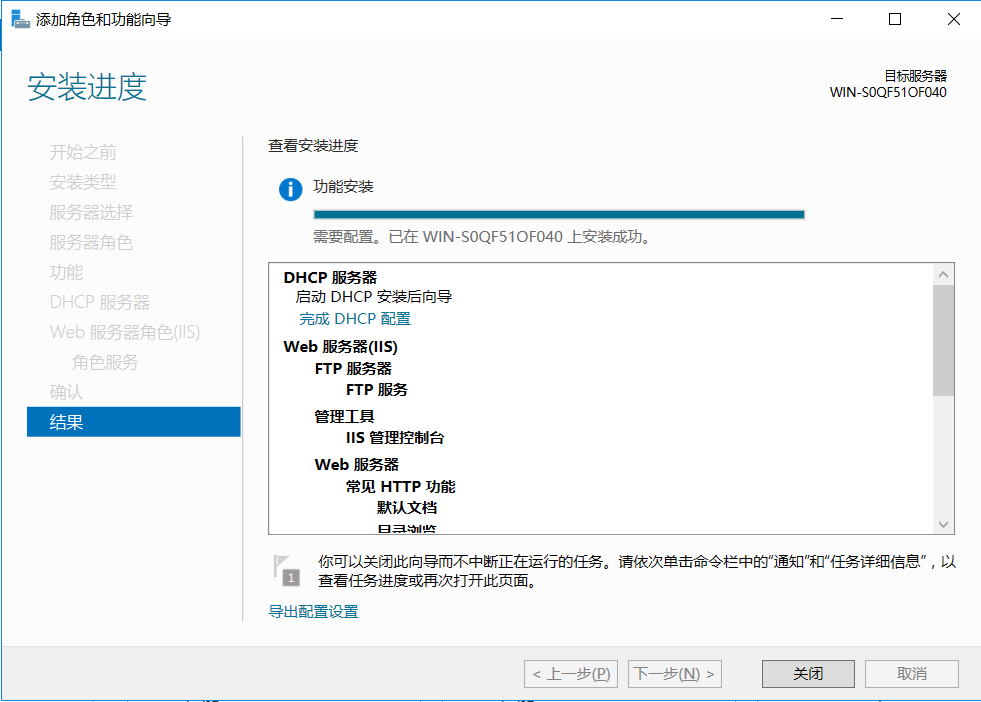 添加角色和功能向导
安装进度
目标服务器
WIN-S0QF51OF040
开始之前
安装类型
服务器选择
服务器角色
功能
DHCP 服务器
Web 服务器角色(IIS)
角色服务
确认
结果
查看安装进度
功能安装
需要配置。已在 WIN-S0QF51OF040 上安装成功。
DHCP 服务器
启动 DHCP 安装后向导
完成 DHCP 配置
Web 服务器(IIS)
FTP 服务器
FTP 服务
管理工具
IIS 管理控制台
Web 服务器
常见 HTTP 功能
默认文档
目录浏览
1
你可以关闭此向导而不中断正在运行的任务。请依次单击命令栏中的“通知”和“任务详细信息”，以
查看任务进度或再次打开此页面。
导出配置设置
< 上一步(P)
下一步(N) >
关闭
取消